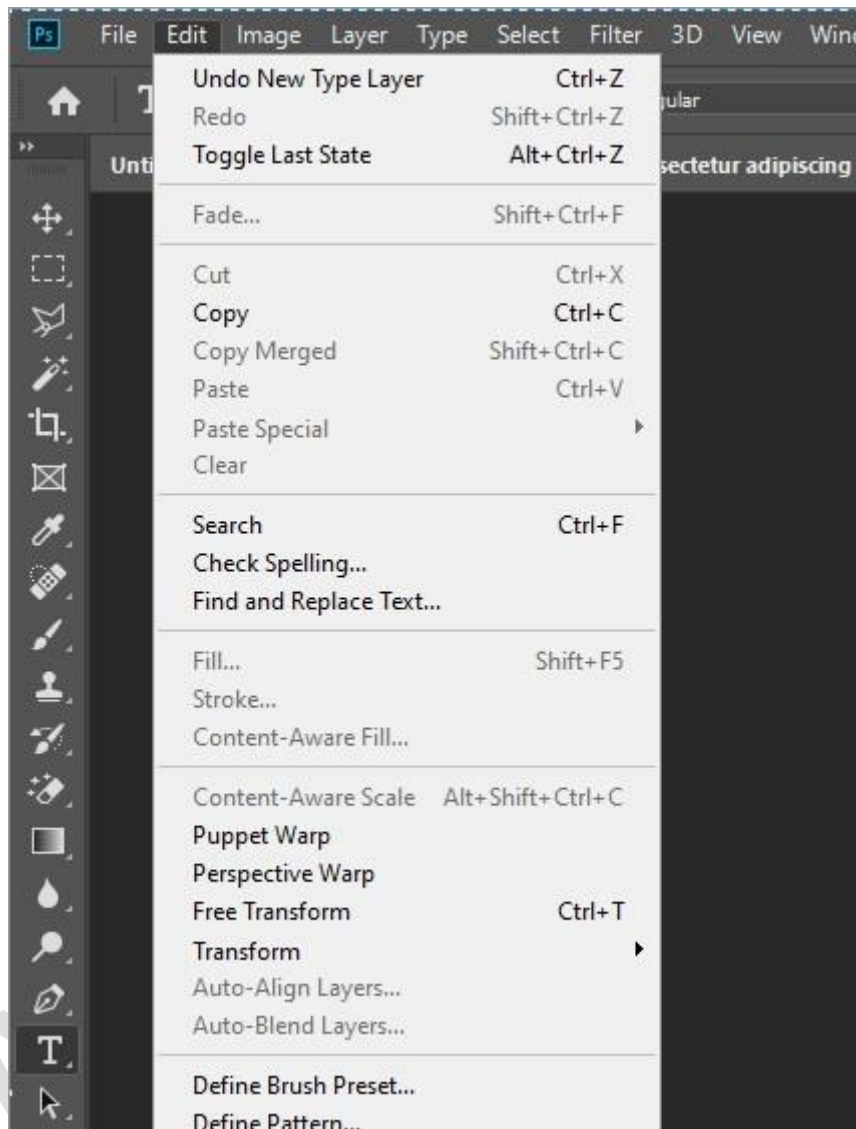 Ps File Edit Image Layer Type Select Filter 3D View
Undo New Type Layer Ctrl+Z
Redo Shift+Ctrl+Z
Toggle Last State Alt+Ctrl+Z
Fade... Shift+Ctrl+F
Cut Ctrl+X
Copy Ctrl+C
Copy Merged Shift+Ctrl+C
Paste Ctrl+V
Paste Special
Clear
Search Ctrl+F
Check Spelling...
Find and Replace Text...
Fill... Shift+F5
Stroke...
Content-Aware Fill...
Content-Aware Scale Alt+Shift+Ctrl+C
Puppet Warp
Perspective Warp
Free Transform Ctrl+T
Transform
Auto-Align Layers...
Auto-Blend Layers...
Define Brush Preset...
Define Pattern...
T
adipiscing